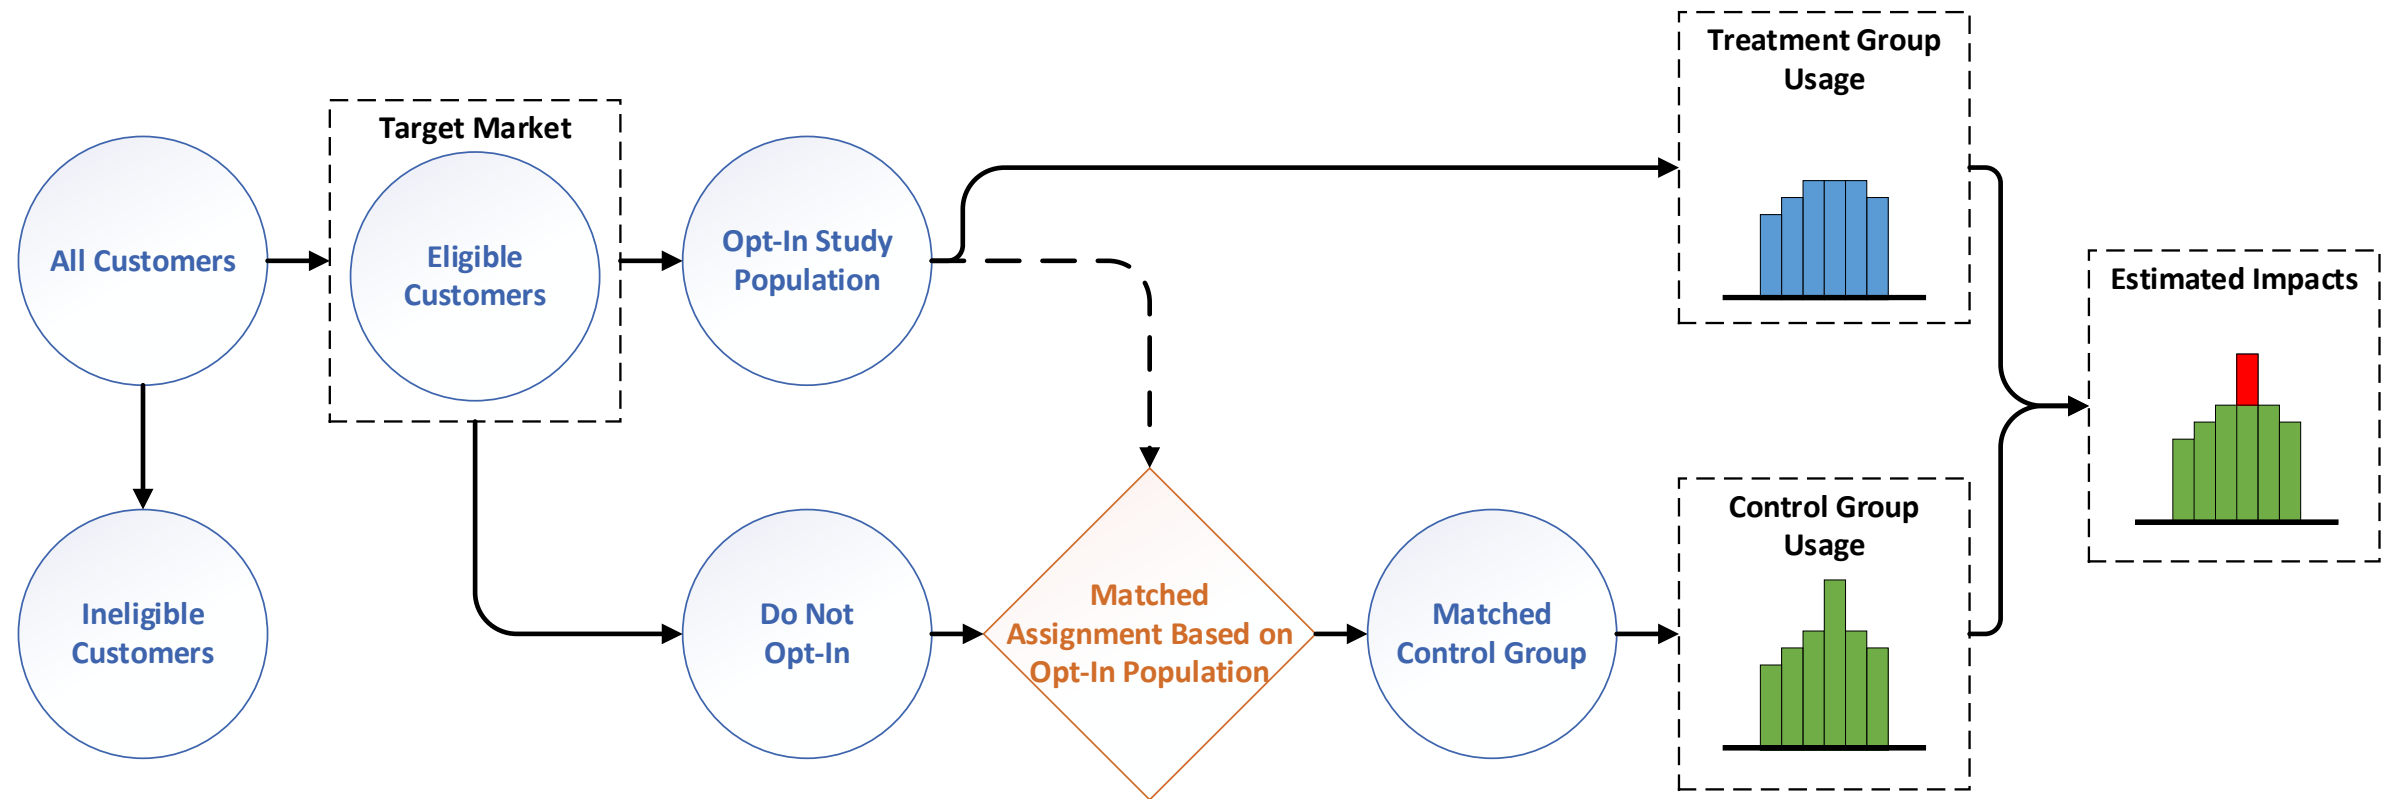 Treatment Group
Usage
Target Market
All Customers
Eligible
Customers
Opt-In Study
Population
Estimated Impacts
Ineligible
Customers
Do Not
Opt-In
Matched
Assignment Based on
Opt-In Population
Matched
Control Group
Control Group
Usage